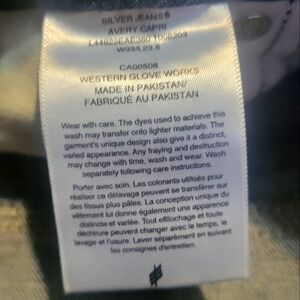 SILVER JEANS®
AVERY CAPRI
W33/L23 5
CA00508
WESTERN GLOVE WORKS
MADE IN PAKISTAN/
FABRIQUÉ AU PAKISTAN
Wear with care. The dyes used to achieve this
wash may transfer onto lighter materials. The
garment's unique design also give it a distinct,
varied appearance. Any fraying and destruction
may change with time, wash and wear. Wash
separately following care instructions.
Porter avec soin. Les colorants utilisés pour
réaliser ce délavage peuvent se transférer sur
des tissus plus pâles. La conception unique du
vêtement lui donne également une apparence
distincte et variée. Tout effilochage et toute
déchirure peuvent changer avec le temps, le
lavage et l'usure. Laver séparément en suivant
les consignes d'entretien.